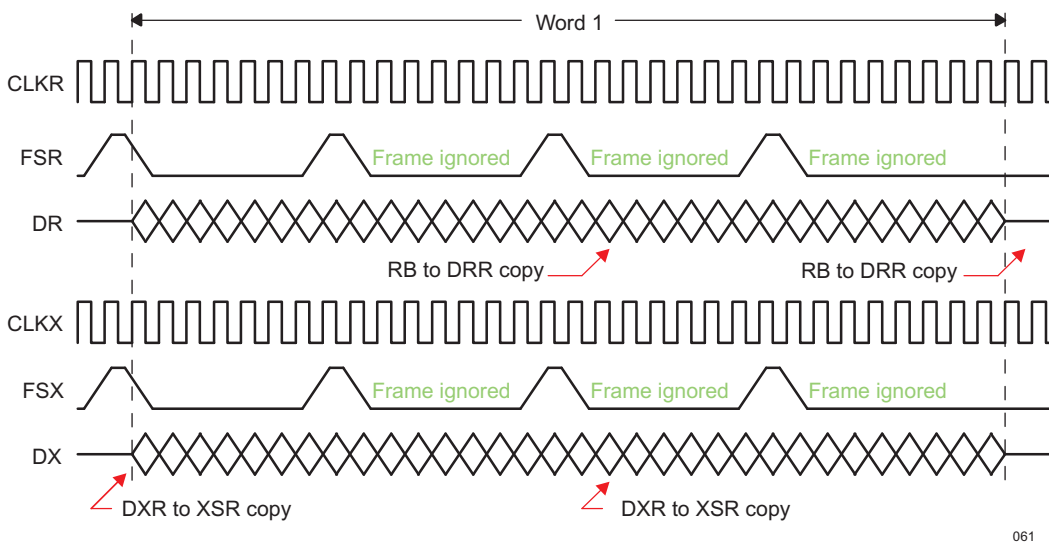 Word 1
CLKR
FSR
Frame ignored
Frame ignored
Frame ignored
DR
RB to DRR copy
RB to DRR copy
CLKX
FSX
Frame ignored
Frame ignored
Frame ignored
DX
DXR to XSR copy
DXR to XSR copy
061